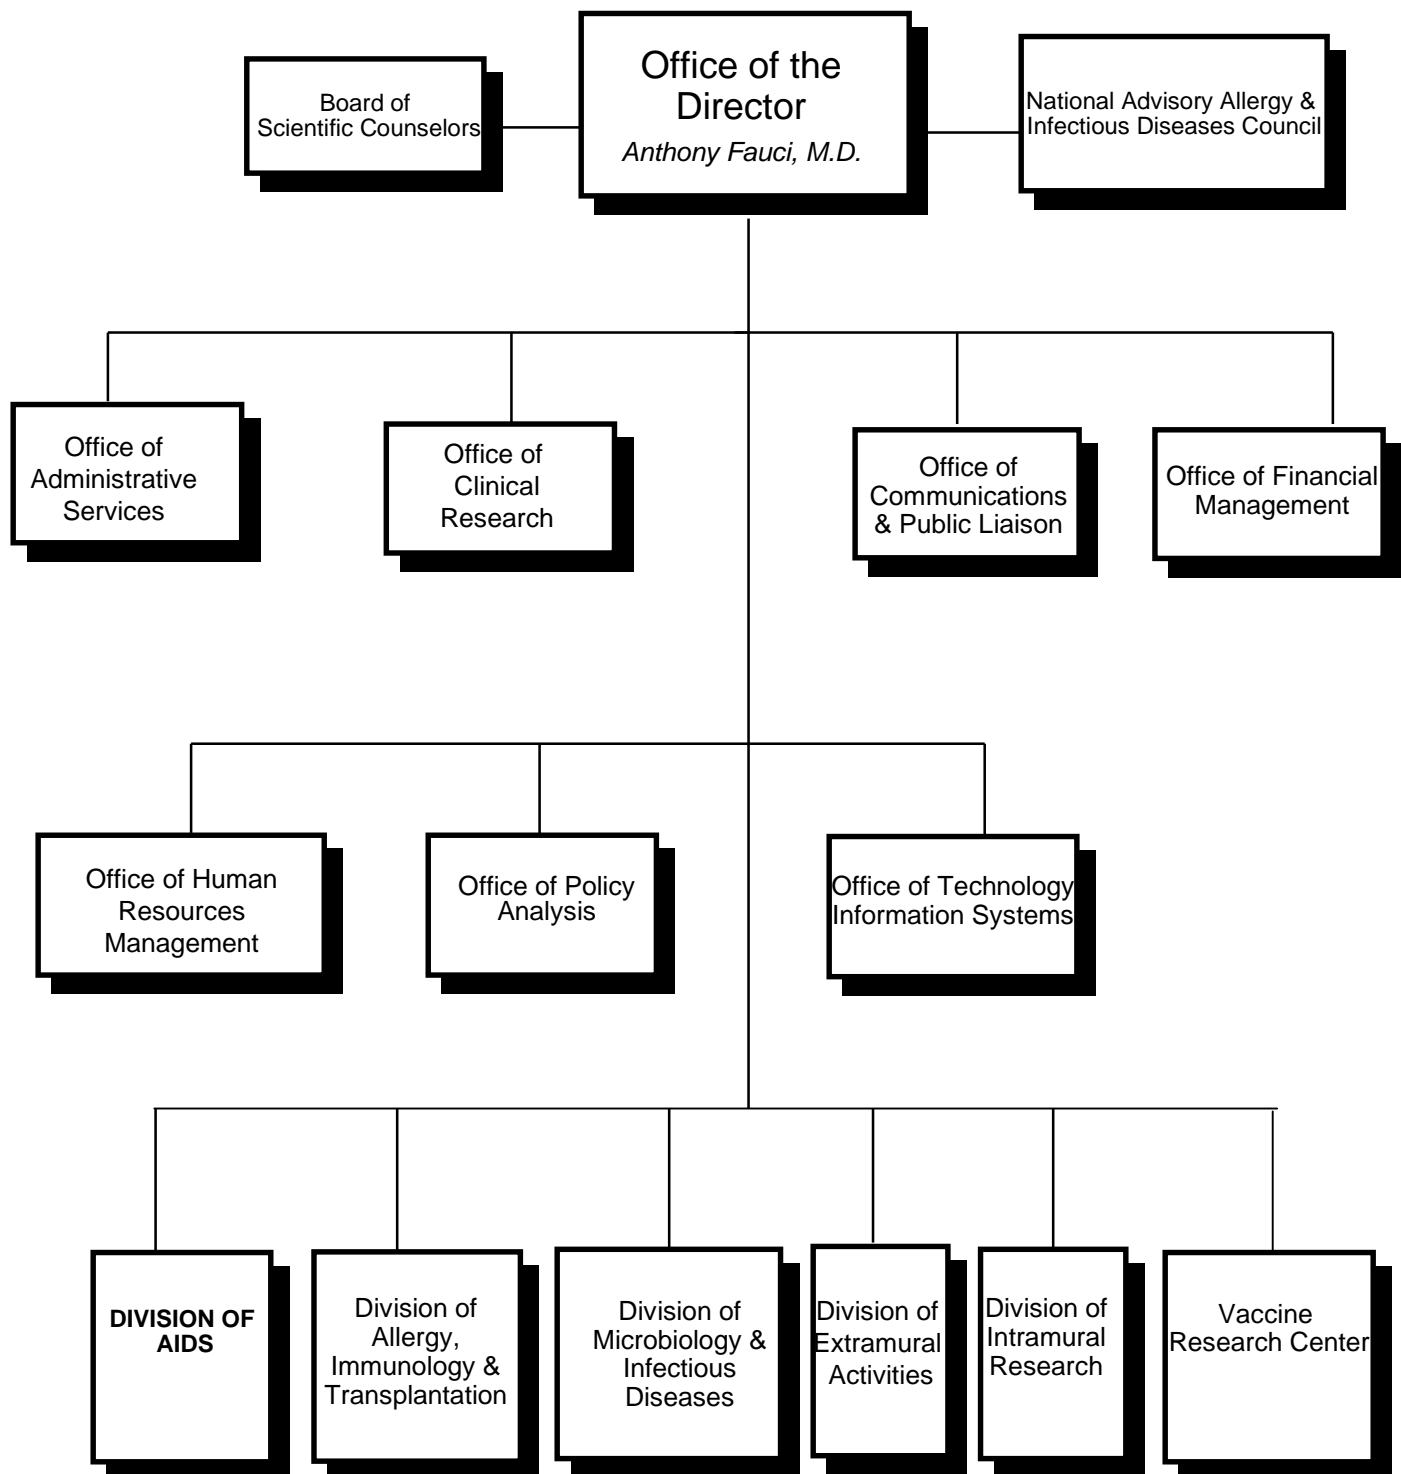 Board of
Scientific Counselors
Office of the
Director
Anthony Fauci, M.D.
National Advisory Allergy &
Infectious Diseases Council
Office of
Administrative
Services
Office of
Clinical
Research
Office of
Communications
& Public Liaison
Office of Financial
Management
Office of Human
Resources
Management
Office of Policy
Analysis
Office of Technology
Information Systems
DIVISION OF
AIDS
Division of
Allergy,
Immunology &
Transplantation
Division of
Microbiology &
Infectious
Diseases
Division of
Extramural
Activities
Division of
Intramural
Research
Vaccine
Research Center